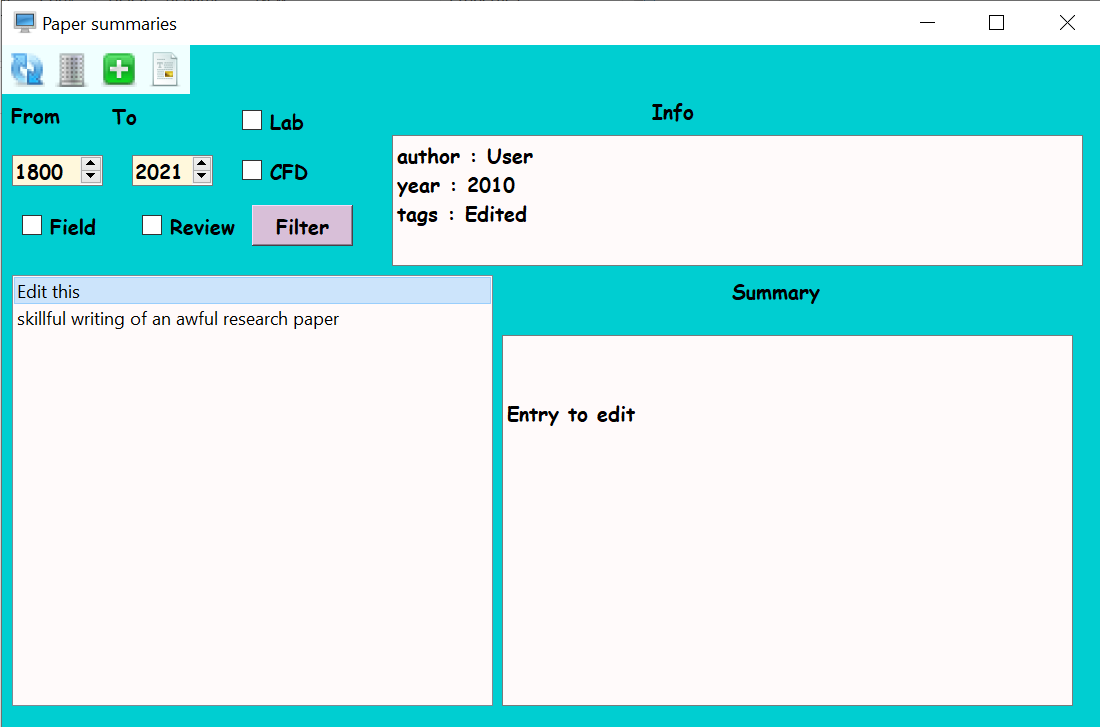 Paper summaries
From To
Lab
Info
1800 2021
CFD
author : User
year : 2010
tags : Edited
Field Review Filter
Edit this
skillful writing of an awful research paper
Summary
Entry to edit